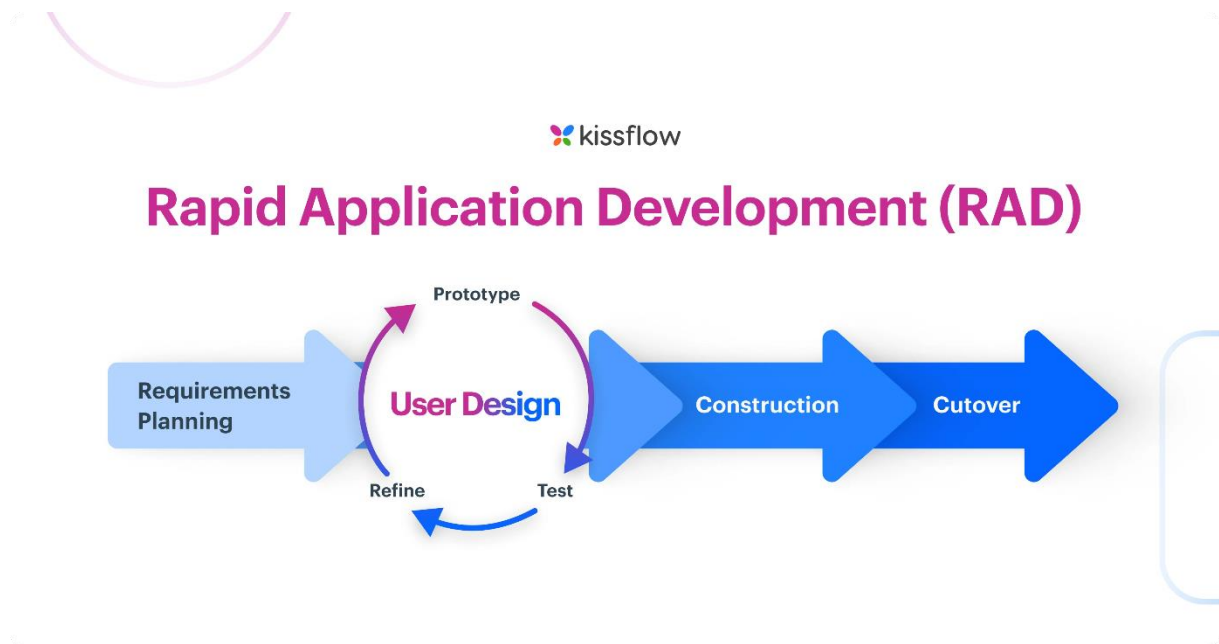 kissflow
Rapid Application Development (RAD)
Requirements
Planning
Prototype
User Design
Refine
Test
Construction
Cutover